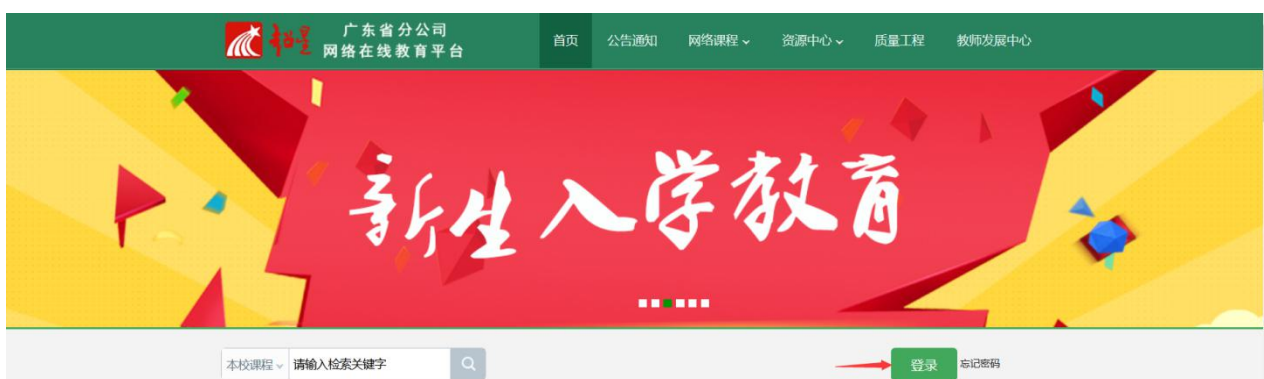 超星
广东省分公司
网络在线教育平台
首页 公告通知 网络课程 资源中心 质量工程 教师发展中心
新生入学教育
本校课程 请输入检索关键字 登录 忘记密码